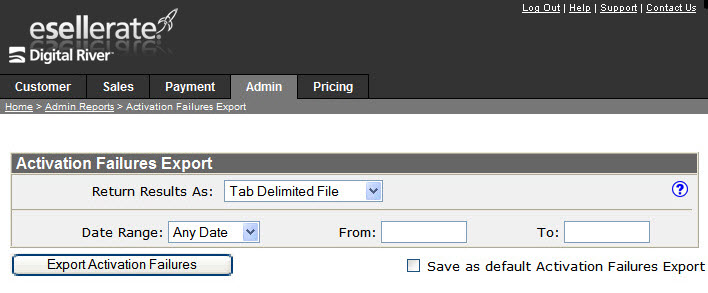 Log Out | Help | Support | Contact Us
esellerate.
Digital River
Customer Sales Payment Admin Pricing
Home > Admin Reports > Activation Failures Export
Activation Failures Export
Return Results As: Tab Delimited File ?
Date Range: Any Date From: To:
Export Activation Failures Save as default Activation Failures Export